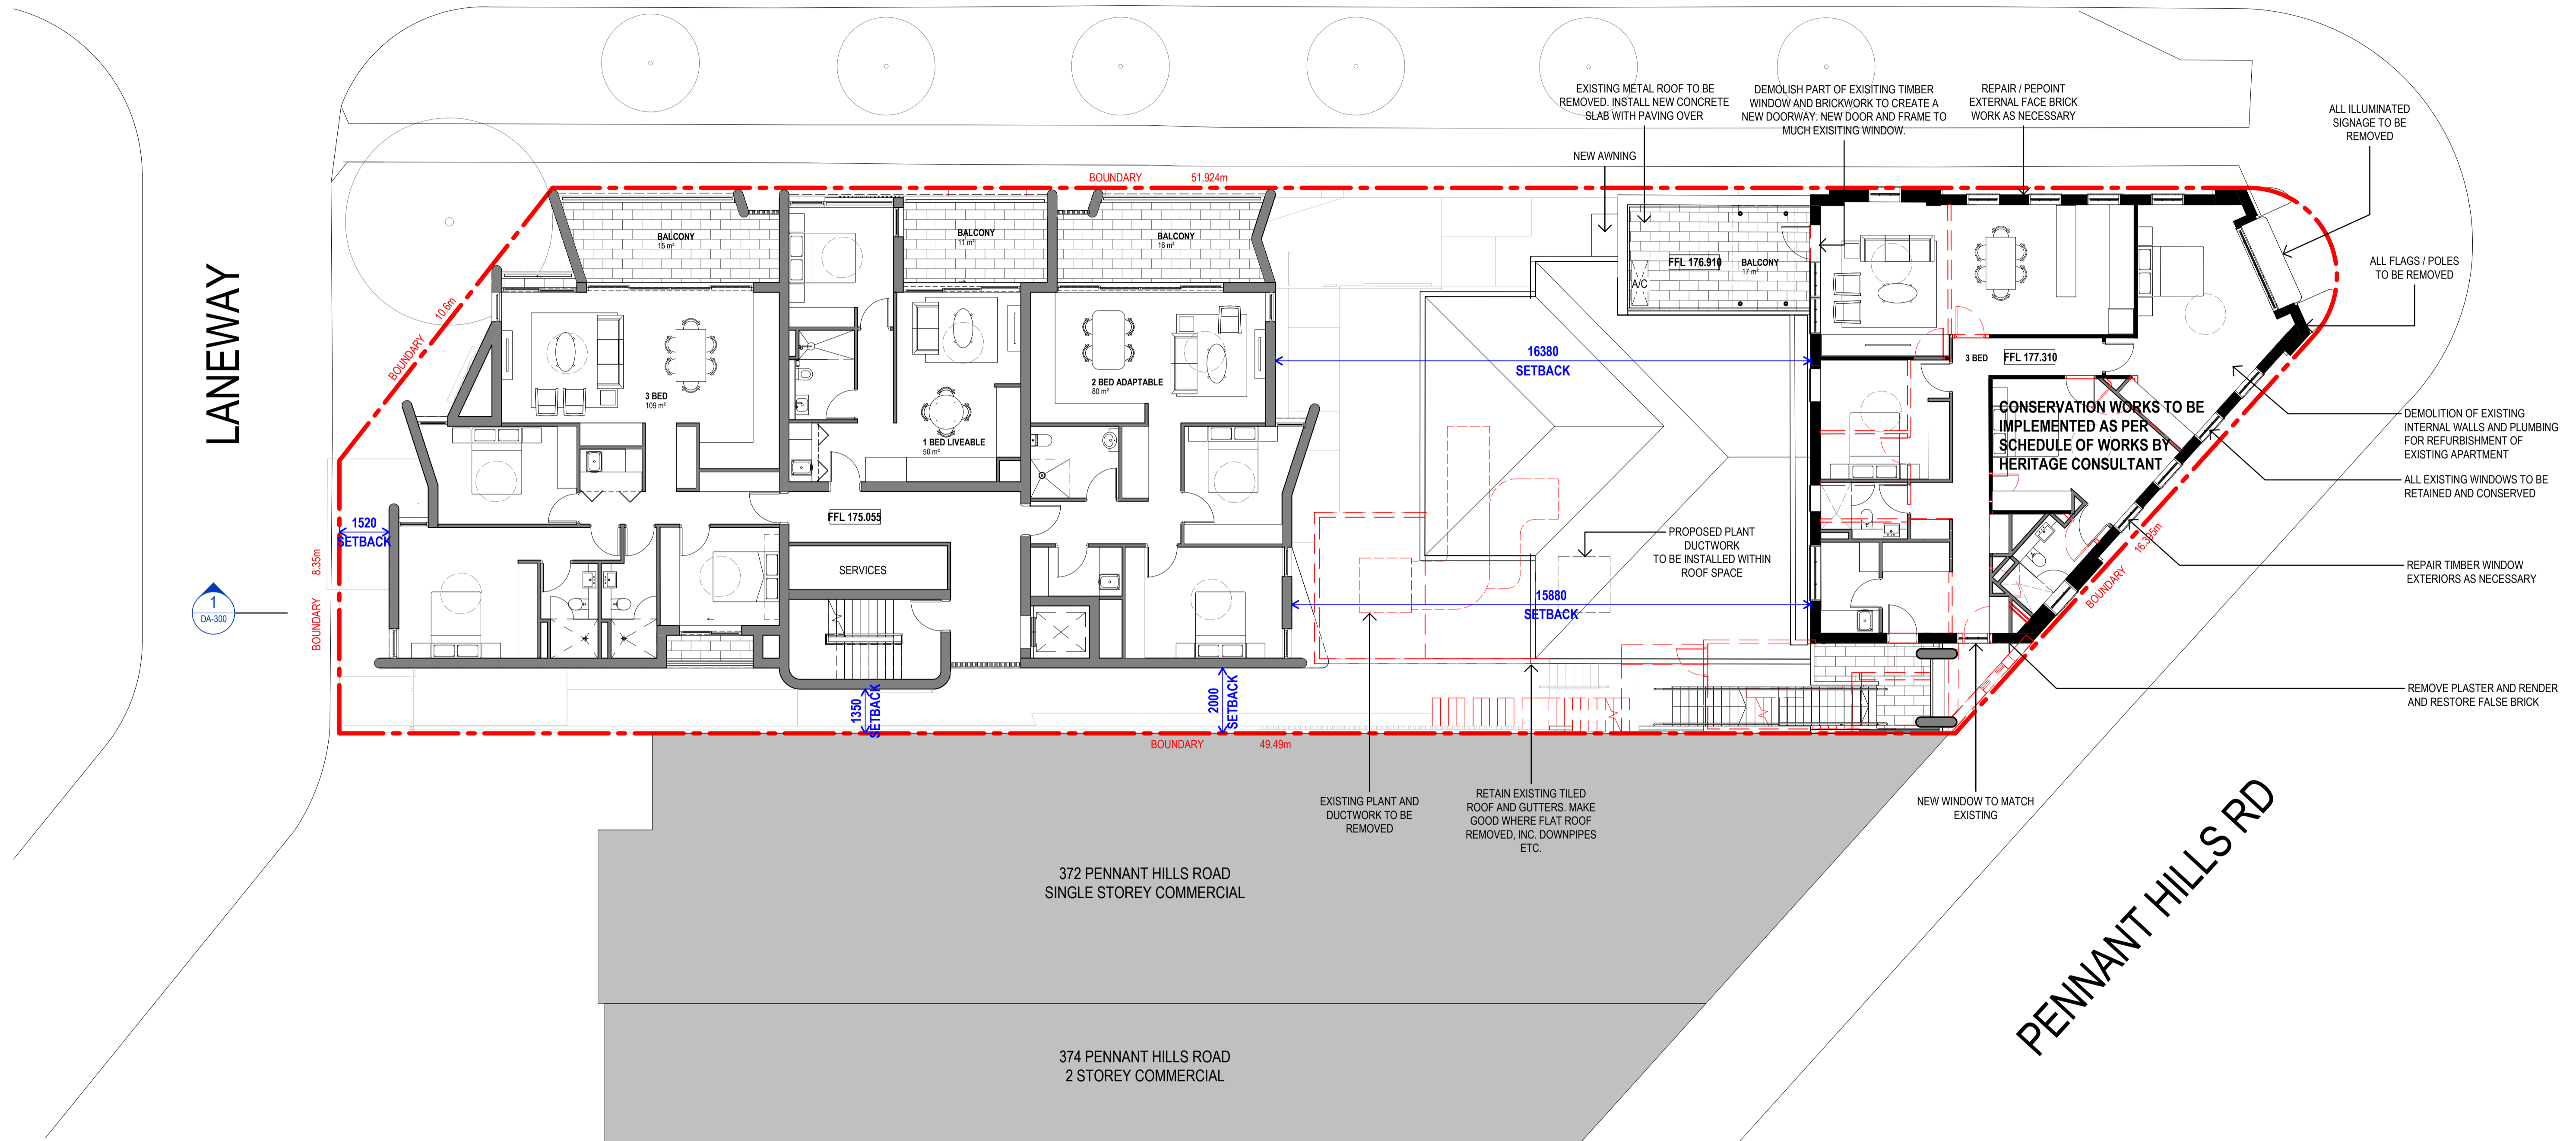 EXISTING METAL ROOF TO BE
REMOVED. INSTALL NEW CONCRETE
SLAB WITH PAVING OVER
DEMOLISH PART OF EXISITING TIMBER
WINDOW AND BRICKWORK TO CREATE A
NEW DOORWAY. NEW DOOR AND FRAME TO
MUCH EXISITING WINDOW.
REPAIR / PEPOINT
EXTERNAL FACE BRICK
WORK AS NECESSARY
ALL ILLUMINATED
SIGNAGE TO BE
REMOVED
NEW AWNING
BOUNDARY 51.924m
BALCONY
15 m²
BALCONY
11 m²
BALCONY
16 m²
FFL 176.910
BALCONY
17 m²
A/C
ALL FLAGS / POLES
TO BE REMOVED
LANEWAY
BOUNDARY 10.6m
16380
SETBACK
3 BED
FFL 177.310
2 BED ADAPTABLE
80 m²
3 BED
109 m²
1 BED LIVEABLE
50 m²
CONSERVATION WORKS TO BE
IMPLEMENTED AS PER
SCHEDULE OF WORKS BY
HERITAGE CONSULTANT
DEMOLITION OF EXISTING
INTERNAL WALLS AND PLUMBING
FOR REFURBISHMENT OF
EXISTING APARTMENT
ALL EXISTING WINDOWS TO BE
RETAINED AND CONSERVED
FFL 175.055
1520
SETBACK
PROPOSED PLANT
DUCTWORK
TO BE INSTALLED WITHIN
ROOF SPACE
BOUNDARY 16.395m
REPAIR TIMBER WINDOW
EXTERIORS AS NECESSARY
SERVICES
BOUNDARY 8.35m
1
DA-300
15880
SETBACK
REMOVE PLASTER AND RENDER
AND RESTORE FALSE BRICK
1350
SETBACK
2000
SETBACK
BOUNDARY 49.49m
EXISTING PLANT AND
DUCTWORK TO BE
REMOVED
RETAIN EXISTING TILED
ROOF AND GUTTERS. MAKE
GOOD WHERE FLAT ROOF
REMOVED, INC. DOWNPIPES
ETC.
NEW WINDOW TO MATCH
EXISTING
372 PENNANT HILLS ROAD
SINGLE STOREY COMMERCIAL
PENNANT HILLS RD
374 PENNANT HILLS ROAD
2 STOREY COMMERCIAL